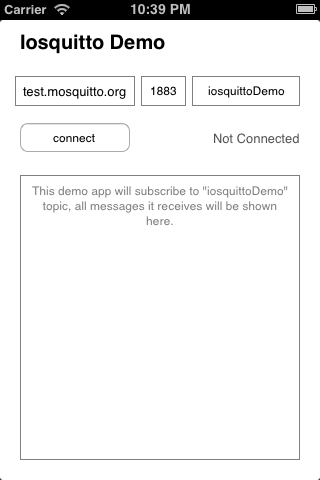 Carrier 10:39 PM
Iosquitto Demo
test.mosquitto.org 1883 iosquittoDemo
connect Not Connected
This demo app will subscribe to "iosquittoDemo"
topic, all messages it receives will be shown
here.